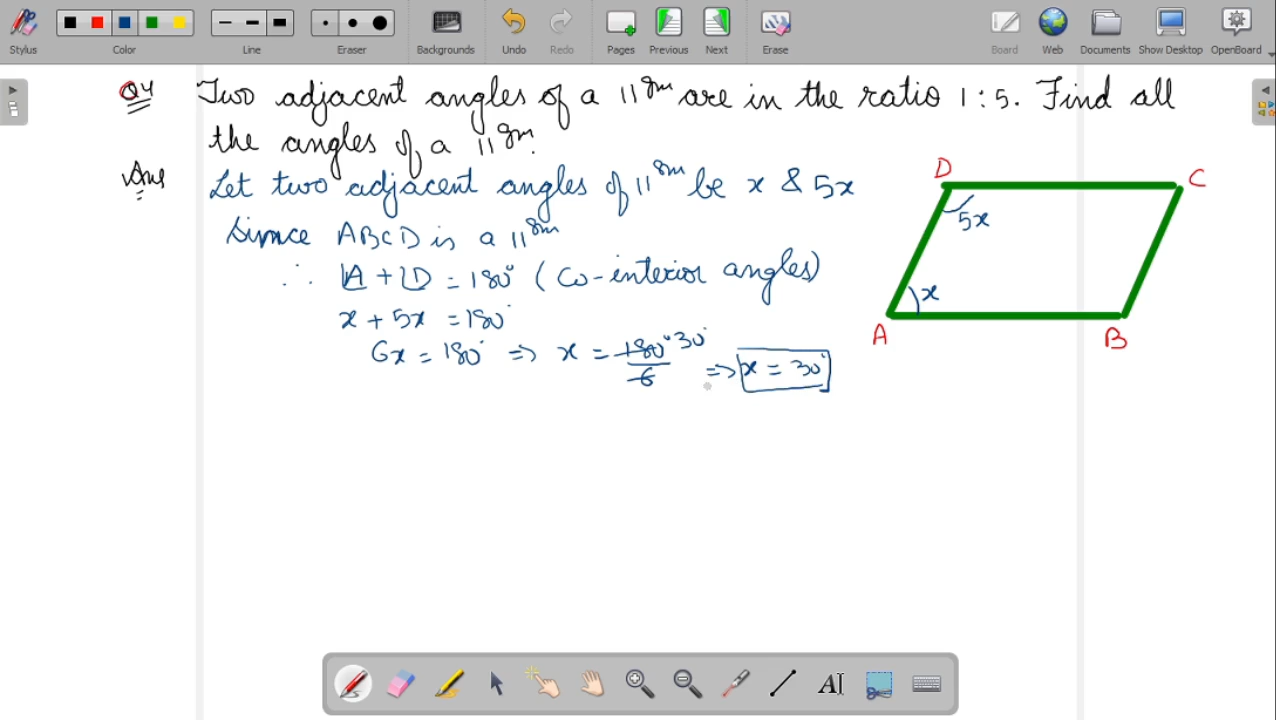 Stylus Color Line Eraser Backgrounds Undo Redo Pages Previous Next Erase Board Web Documents Show Desktop OpenBoard
Q4 Two adjacent angles of a 11gm are in the ratio 1:5. Find all
the angles of a 11gm.
Ans Let two adjacent angles of 11gm be x & 5x
Since ABCD is a 11gm
∴ ∠A + ∠D = 180° (Co-interior angles)
x + 5x = 180°
6x = 180° => x = 180°/6 30° => x = 30°
D
C
5x
x
A
B
AI